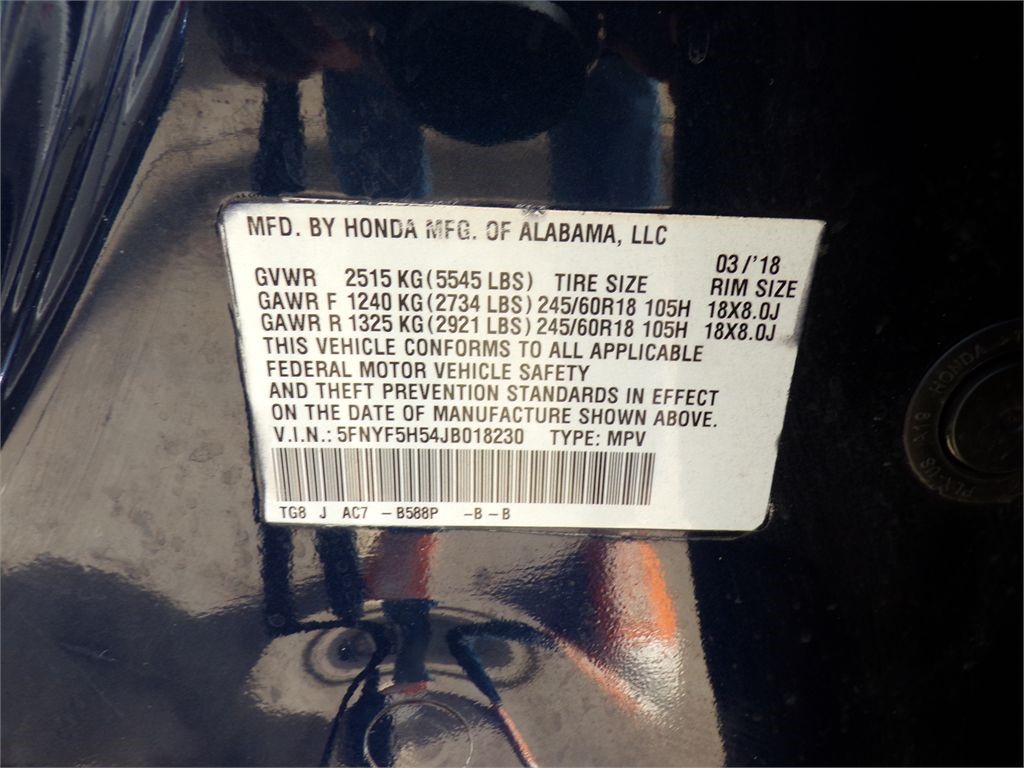 MFD. BY HONDA MFG. OF ALABAMA, LLC
03/'18
GVWR 2515 KG (5545 LBS) TIRE SIZE RIM SIZE
GAWR F 1240 KG (2734 LBS) 245/60R18 105H 18X8.0J
GAWR R 1325 KG (2921 LBS) 245/60R18 105H 18X8.0J
THIS VEHICLE CONFORMS TO ALL APPLICABLE
FEDERAL MOTOR VEHICLE SAFETY
AND THEFT PREVENTION STANDARDS IN EFFECT
ON THE DATE OF MANUFACTURE SHOWN ABOVE.
V.I.N.: 5FNYF5H54JB018230 TYPE: MPV
TG8 J AC7 -B588P -B-B
HONDA